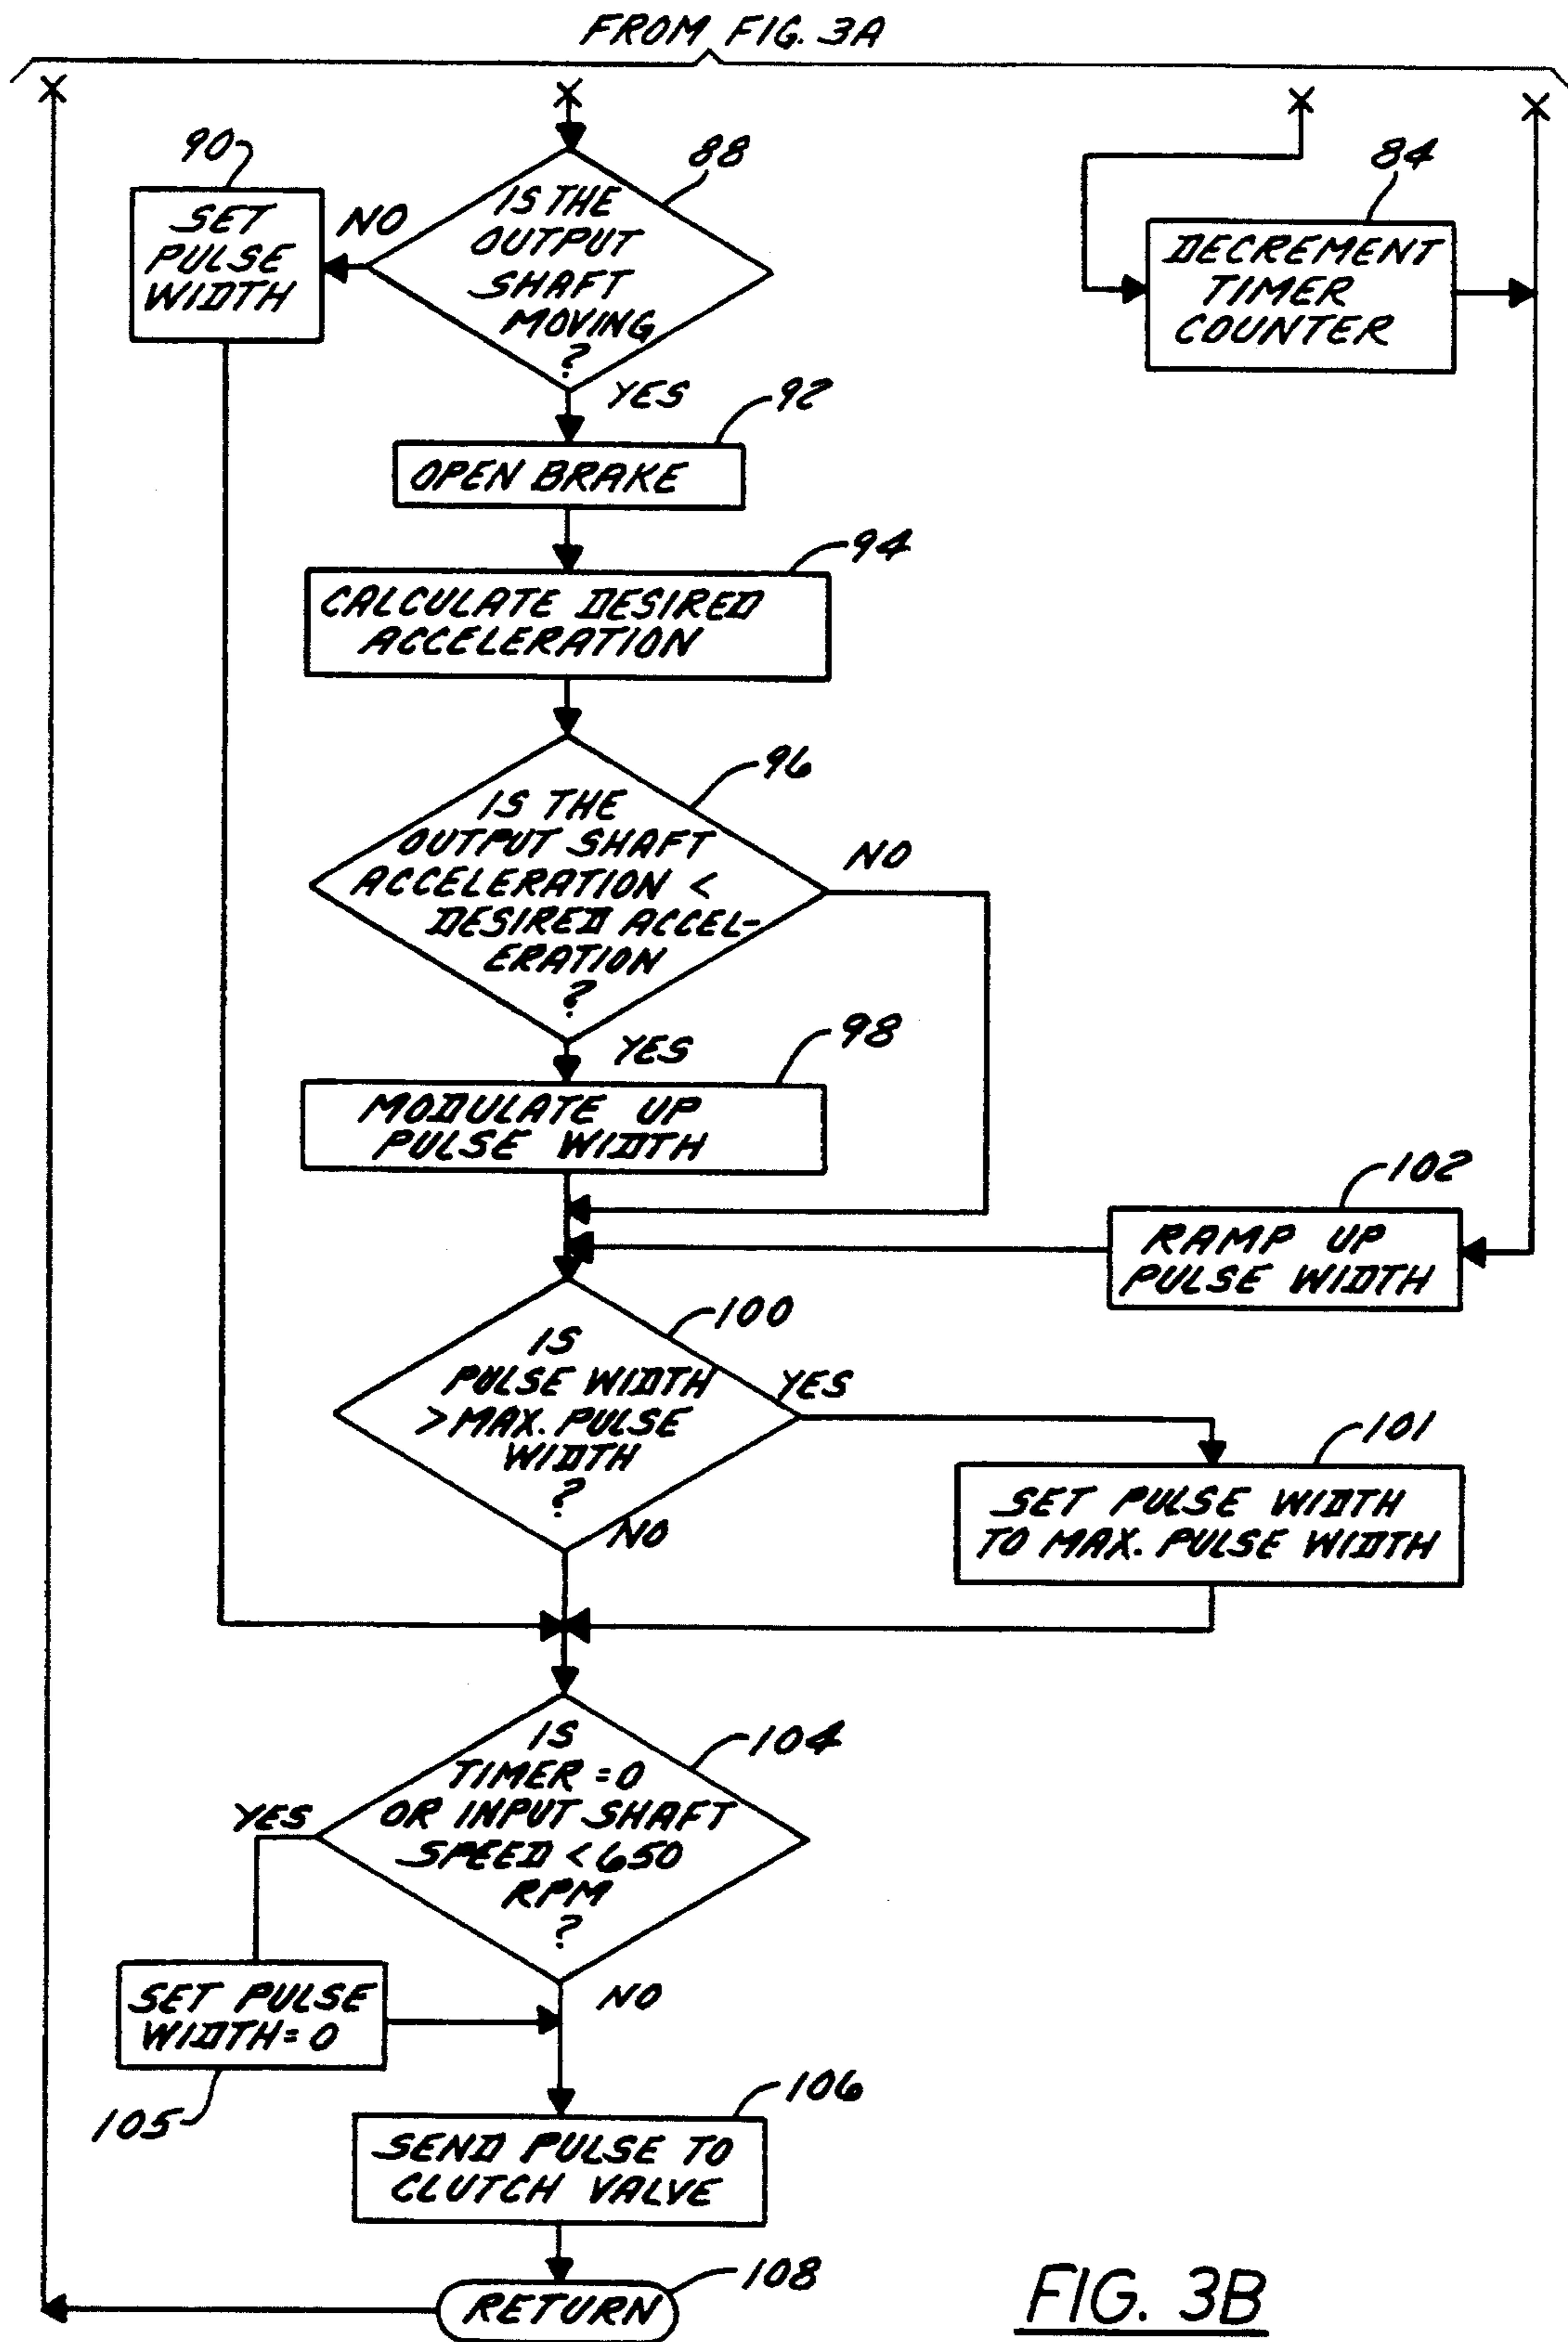 FROM FIG. 3A
90
88
84
SET
PULSE
WIDTH
NO
IS THE
OUTPUT
SHAFT
MOVING
?
DECREMENT
TIMER
COUNTER
YES
92
OPEN BRAKE
94
CALCULATE DESIRED
ACCELERATION
96
IS THE
OUTPUT SHAFT
ACCELERATION <
DESIRED ACCEL-
ERATION
?
NO
YES
98
MODULATE UP
PULSE WIDTH
102
RAMP UP
PULSE WIDTH
100
IS
PULSE WIDTH
> MAX. PULSE
WIDTH
?
YES
NO
101
SET PULSE WIDTH
TO MAX. PULSE WIDTH
104
IS
TIMER = 0
OR INPUT SHAFT
SPEED < 650
RPM
?
YES
NO
SET PULSE
WIDTH = 0
105
106
SEND PULSE TO
CLUTCH VALVE
108
RETURN
FIG. 3B